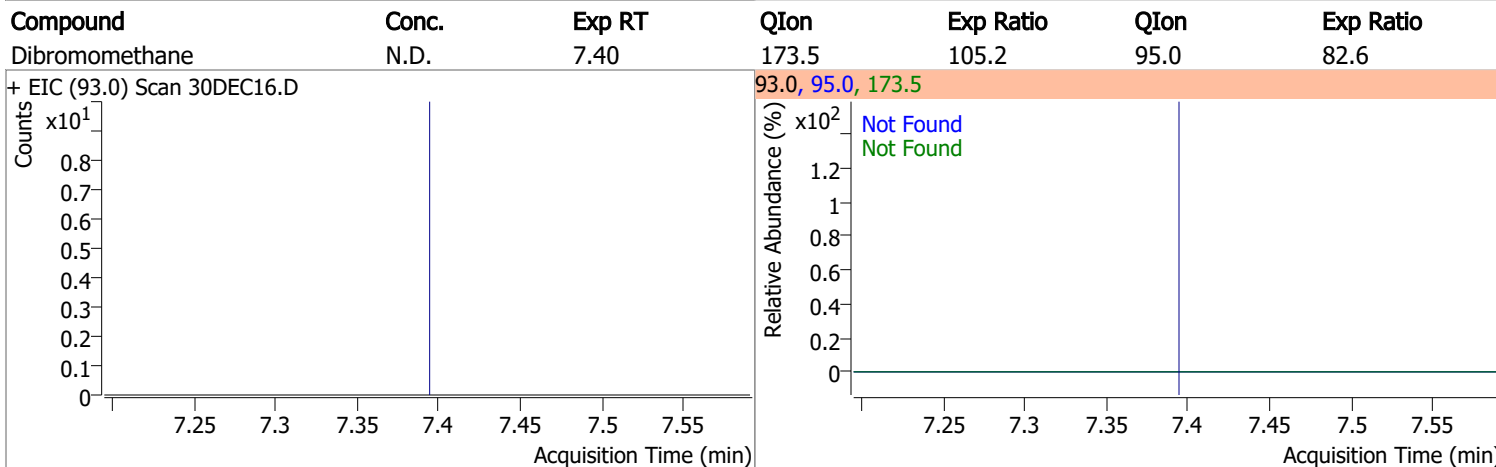 Compound Conc. Exp RT QIon Exp Ratio QIon Exp Ratio
Dibromomethane N.D. 7.40 173.5 105.2 95.0 82.6
+ EIC (93.0) Scan 30DEC16.D
Counts
x10¹
0.8
0.7
0.6
0.5
0.4
0.3
0.2
0.1
0
7.25 7.3 7.35 7.4 7.45 7.5 7.55
Acquisition Time (min)
93.0, 95.0, 173.5
Relative Abundance (%)
x10²
Not Found
Not Found
1.2
1
0.8
0.6
0.4
0.2
0
7.25 7.3 7.35 7.4 7.45 7.5 7.55
Acquisition Time (min)